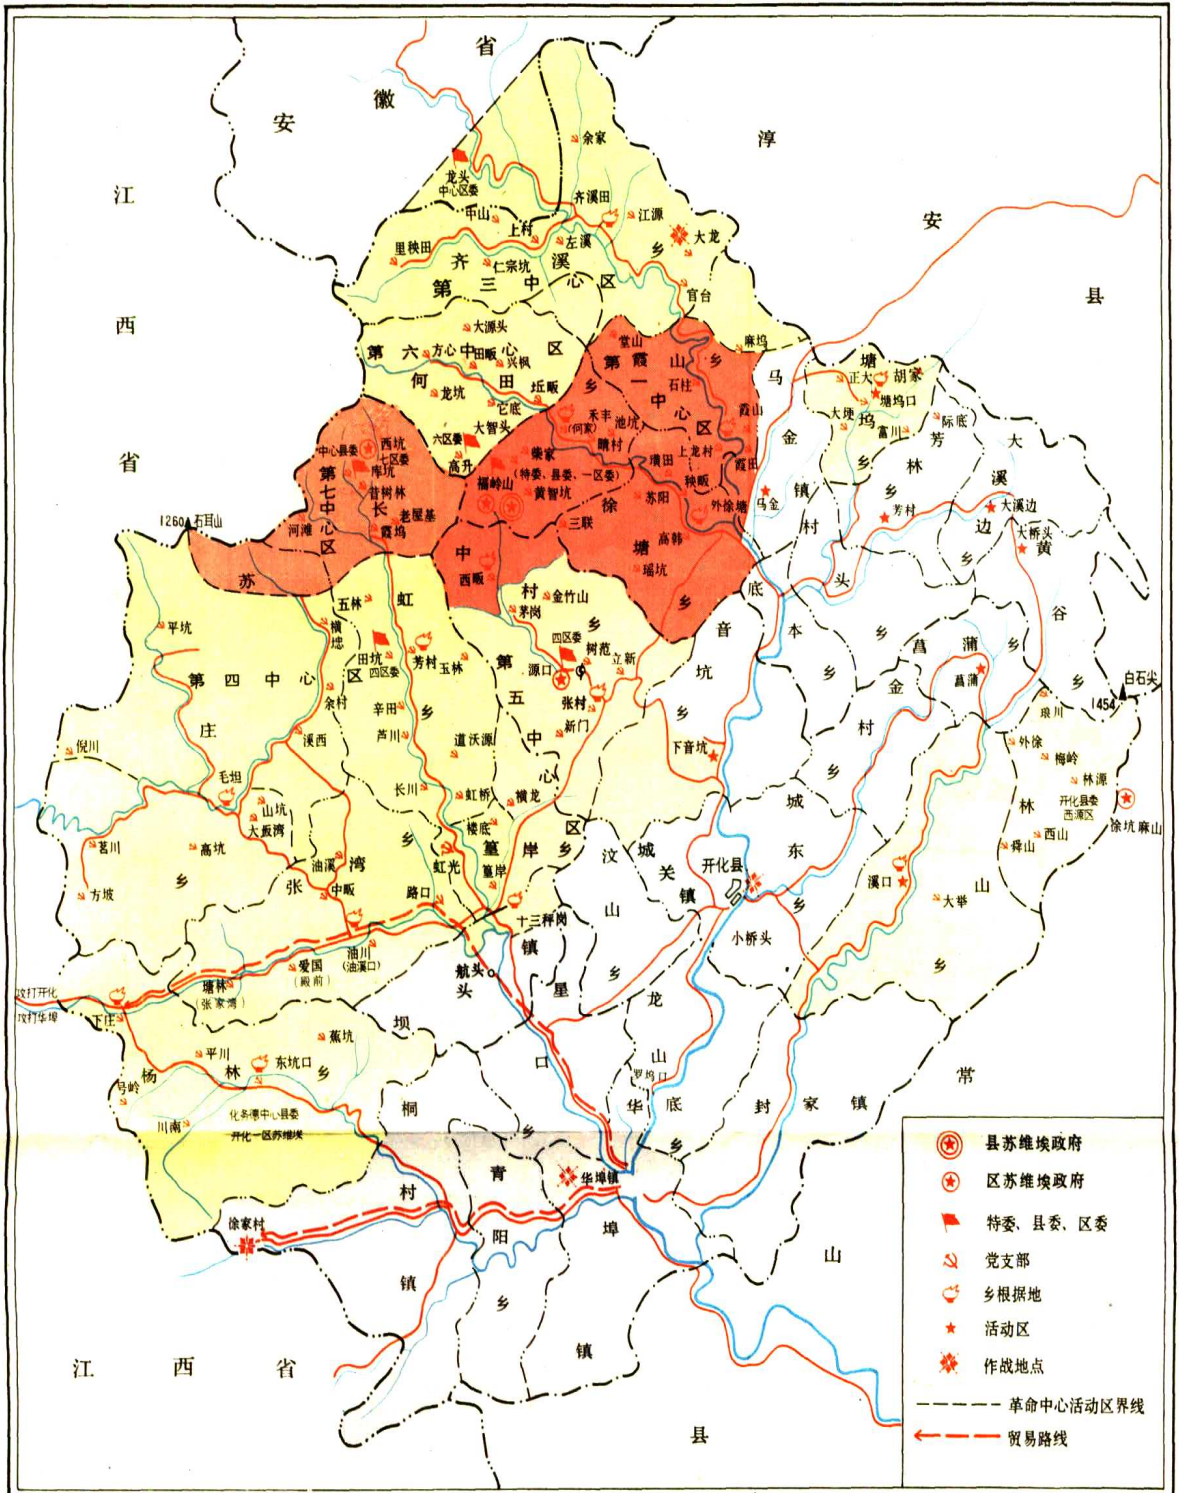 安
徽
省
江
西
省
淳
安
县
余家
龙头
中心区委
齐溪田
中山
江源
上村
大龙
里秧田
左溪
乡
齐
溪
仁宗坑
第三中心区
官台
大源头
堂山
麻坞
第六中心区
方心
田畈
兴枫
第一中心区
霞山乡
石柱
何田乡
龙坑
它底
坵畈
大智头
六区委
高升
禾丰
(何家)
池坑
晴村
霞山
霞田
上龙村
璜田
秧畈
苏阳
外徐塘
高韩
瑶坑
徐塘乡
柴家
(特委、县委、一区委)
福岭山
黄智坑
三联
中村乡
西畈
中心县委
西坑
七区委
库坑
昔树林
老屋基
霞坞
河滩
第七中心区
长虹乡
苏庄乡
1260
石耳山
马金镇
马金
塘坞乡
正大
胡家
塘坞口
大埂
富川
际底
芳林乡
芳村
大溪边乡
大溪边
大桥头
黄谷乡
村头
底本
音坑乡
下音坑
菖蒲乡
菖蒲
金村乡
白石尖
1454
琅川
外徐
梅岭
林源
开化县委
西源区
西山
舜山
徐坑麻山
林山乡
大举
溪口
平坑
五林
横忠
第四中心区
田坑
四区委
芳村
玉林
余村
辛田
芦川
溪西
道沃源
长川
虹桥
楼底
虹光
路口
倪川
毛坦
山坑
大坂湾
茗川
高坑
方坡
油溪
中畈
张湾乡
金竹山
茅岗
四区委
源口
树范
立新
张村
新门
横龙
第五中心区
篁岸乡
篁岸
十三秤岗
汶山乡
城关镇
开化县
城东乡
小桥头
油川
(油溪口)
爱国
(殿前)
塘林
(张家湾)
下庄
攻打开化
攻打华埠
航头
坝头镇
星口
龙山底乡
罗坞口
蕉坑
平川
东坑口
杨林乡
号岭
川南
开化一区苏维埃
桐村镇
徐家村
青阳乡
华埠镇
华埠镇
封家镇
常山县
江西省
县苏维埃政府
区苏维埃政府
特委、县委、区委
党支部
乡根据地
活动区
作战地点
革命中心活动区界线
贸易路线